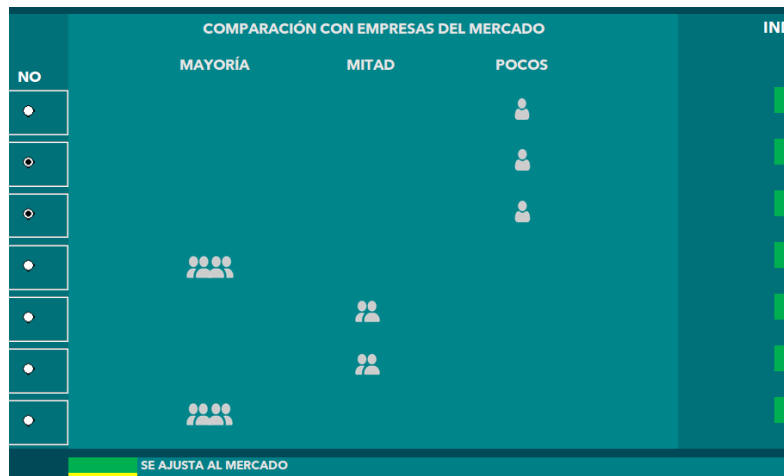 COMPARACIÓN CON EMPRESAS DEL MERCADO
MAYORÍA MITAD POCOS
NO
SE AJUSTA AL MERCADO